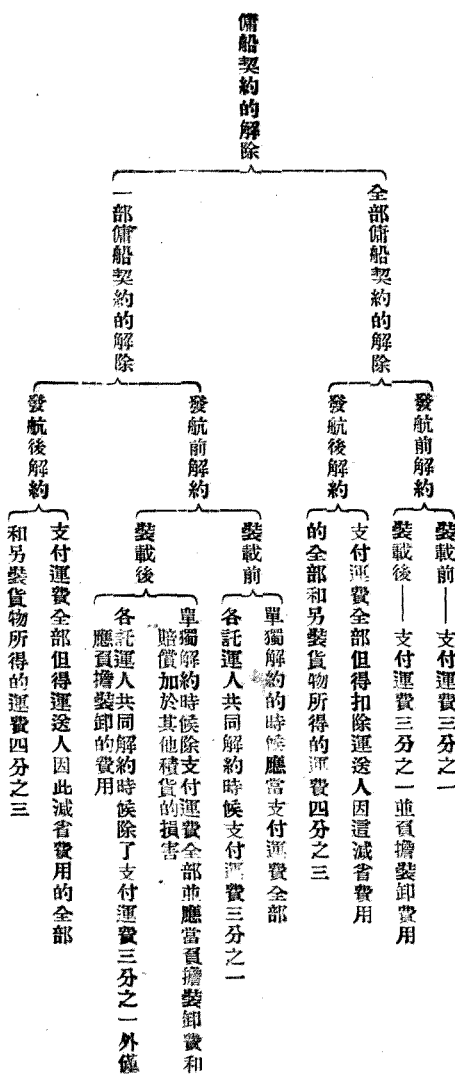 傭船契約的解除
全部傭船契約的解除
發航前解約
裝載前——支付運費三分之一
裝載後——支付運費三分之一並負擔裝卸費用
發航後解約
支付運費全部但得扣除運送人因這減省費用
的全部和另裝貨物所得的運費四分之三
一部傭船契約的解除
發航前解約
裝載前
單獨解約的時候應當支付運費全部
各託運人共同解約時候支付運費三分之一
裝載後
單獨解約時候除支付運費全部並應當負擔裝卸費和
賠償加於其他積貨的損害
各託運人共同解約時候除了支付運費三分之一外僅
應負擔裝卸的費用
發航後解約
支付運費全部但得運送人因此減省費用的全部
和另裝貨物所得的運費四分之三